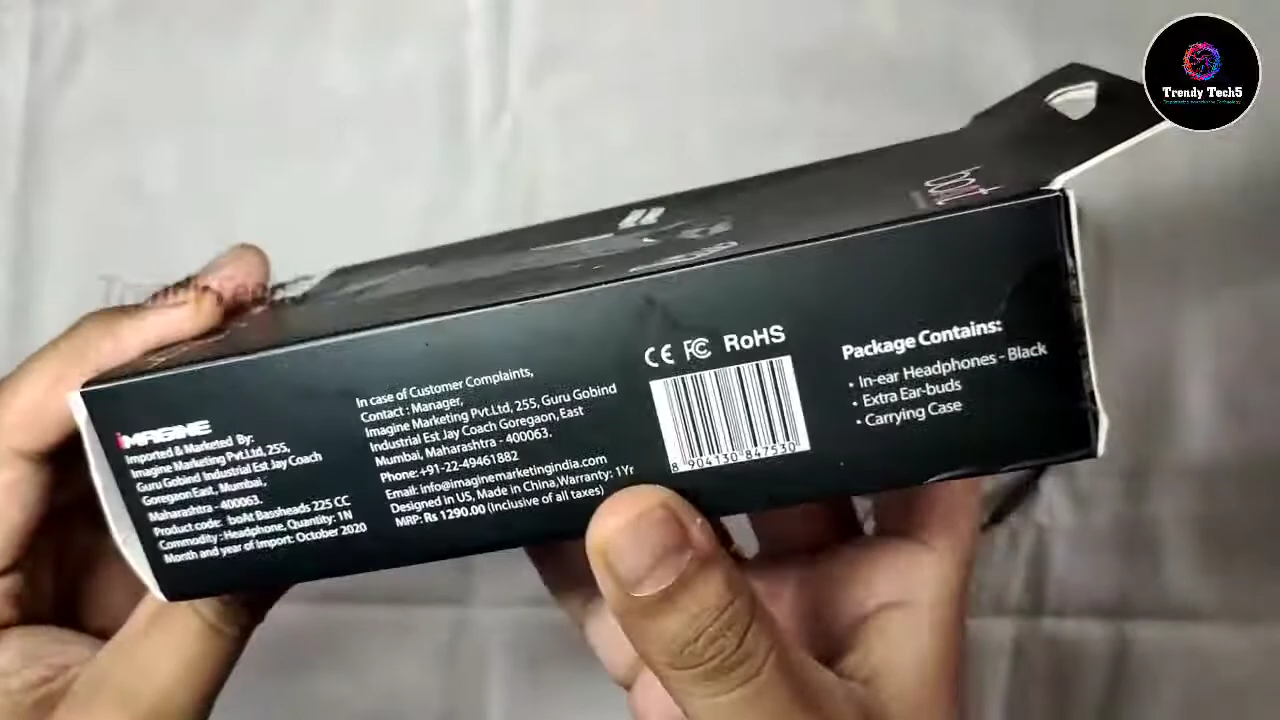 Trendy Tech5
boAt
iMAGINE
Imported & Marketed By:
Imagine Marketing Pvt.Ltd, 255,
Guru Gobind Industrial Est Jay Coach
Goregaon East, Mumbai,
Maharashtra - 400063.
Product code: boAt Bassheads 225 CC
Commodity : Headphone, Quantity: 1N
Month and year of Import: October 2020
In case of Customer Complaints,
Contact : Manager,
Imagine Marketing Pvt.Ltd, 255, Guru Gobind
Industrial Est Jay Coach Goregaon, East
Mumbai, Maharashtra - 400063.
Phone: +91-22-49461882
Email: info@imaginemarketingindia.com
Designed in US, Made in China,Warranty: 1Yr
MRP: Rs 1290.00 (Inclusive of all taxes)
CE FC RoHS
8 904130 847530
Package Contains:
• In-ear Headphones - Black
• Extra Ear-buds
• Carrying Case